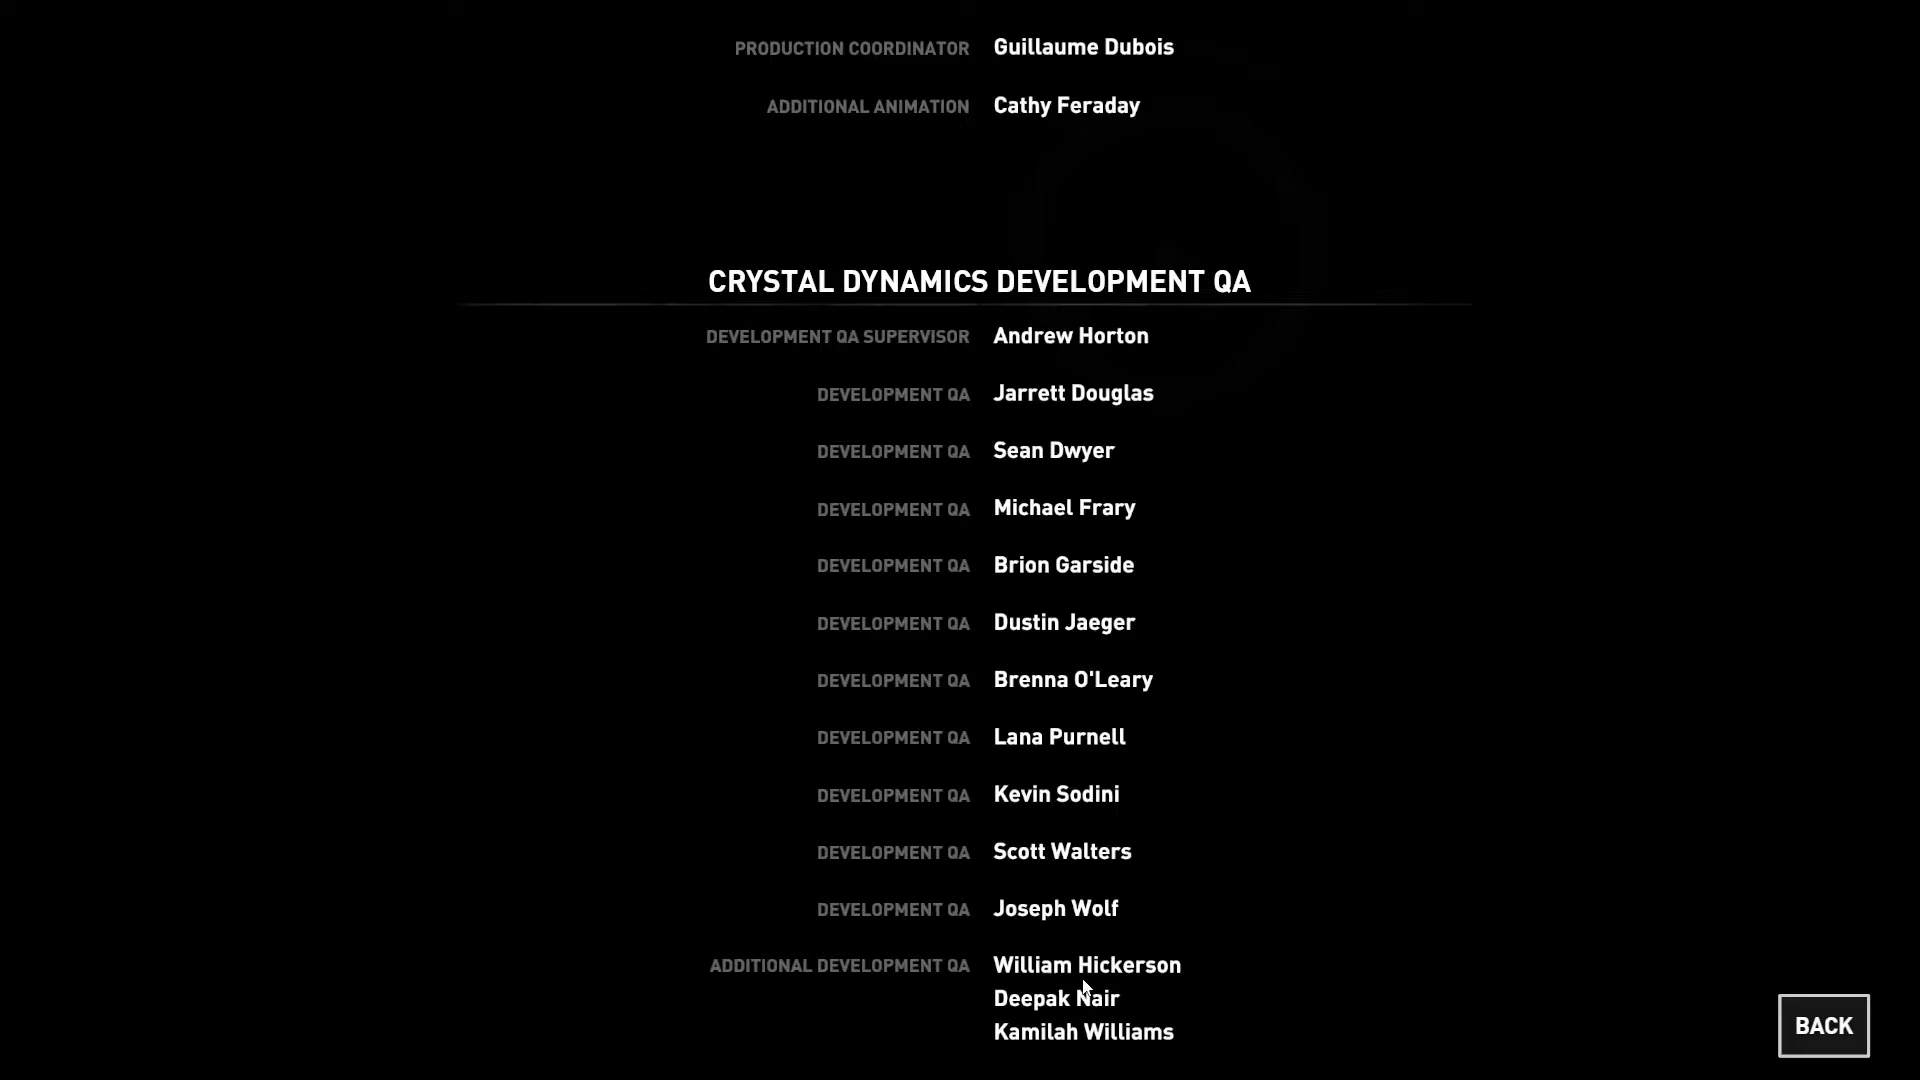 PRODUCTION COORDINATOR Guillaume Dubois
ADDITIONAL ANIMATION Cathy Feraday
CRYSTAL DYNAMICS DEVELOPMENT QA
DEVELOPMENT QA SUPERVISOR Andrew Horton
DEVELOPMENT QA Jarrett Douglas
DEVELOPMENT QA Sean Dwyer
DEVELOPMENT QA Michael Frary
DEVELOPMENT QA Brion Garside
DEVELOPMENT QA Dustin Jaeger
DEVELOPMENT QA Brenna O'Leary
DEVELOPMENT QA Lana Purnell
DEVELOPMENT QA Kevin Sodini
DEVELOPMENT QA Scott Walters
DEVELOPMENT QA Joseph Wolf
ADDITIONAL DEVELOPMENT QA William Hickerson
Deepak Nair
Kamilah Williams
BACK